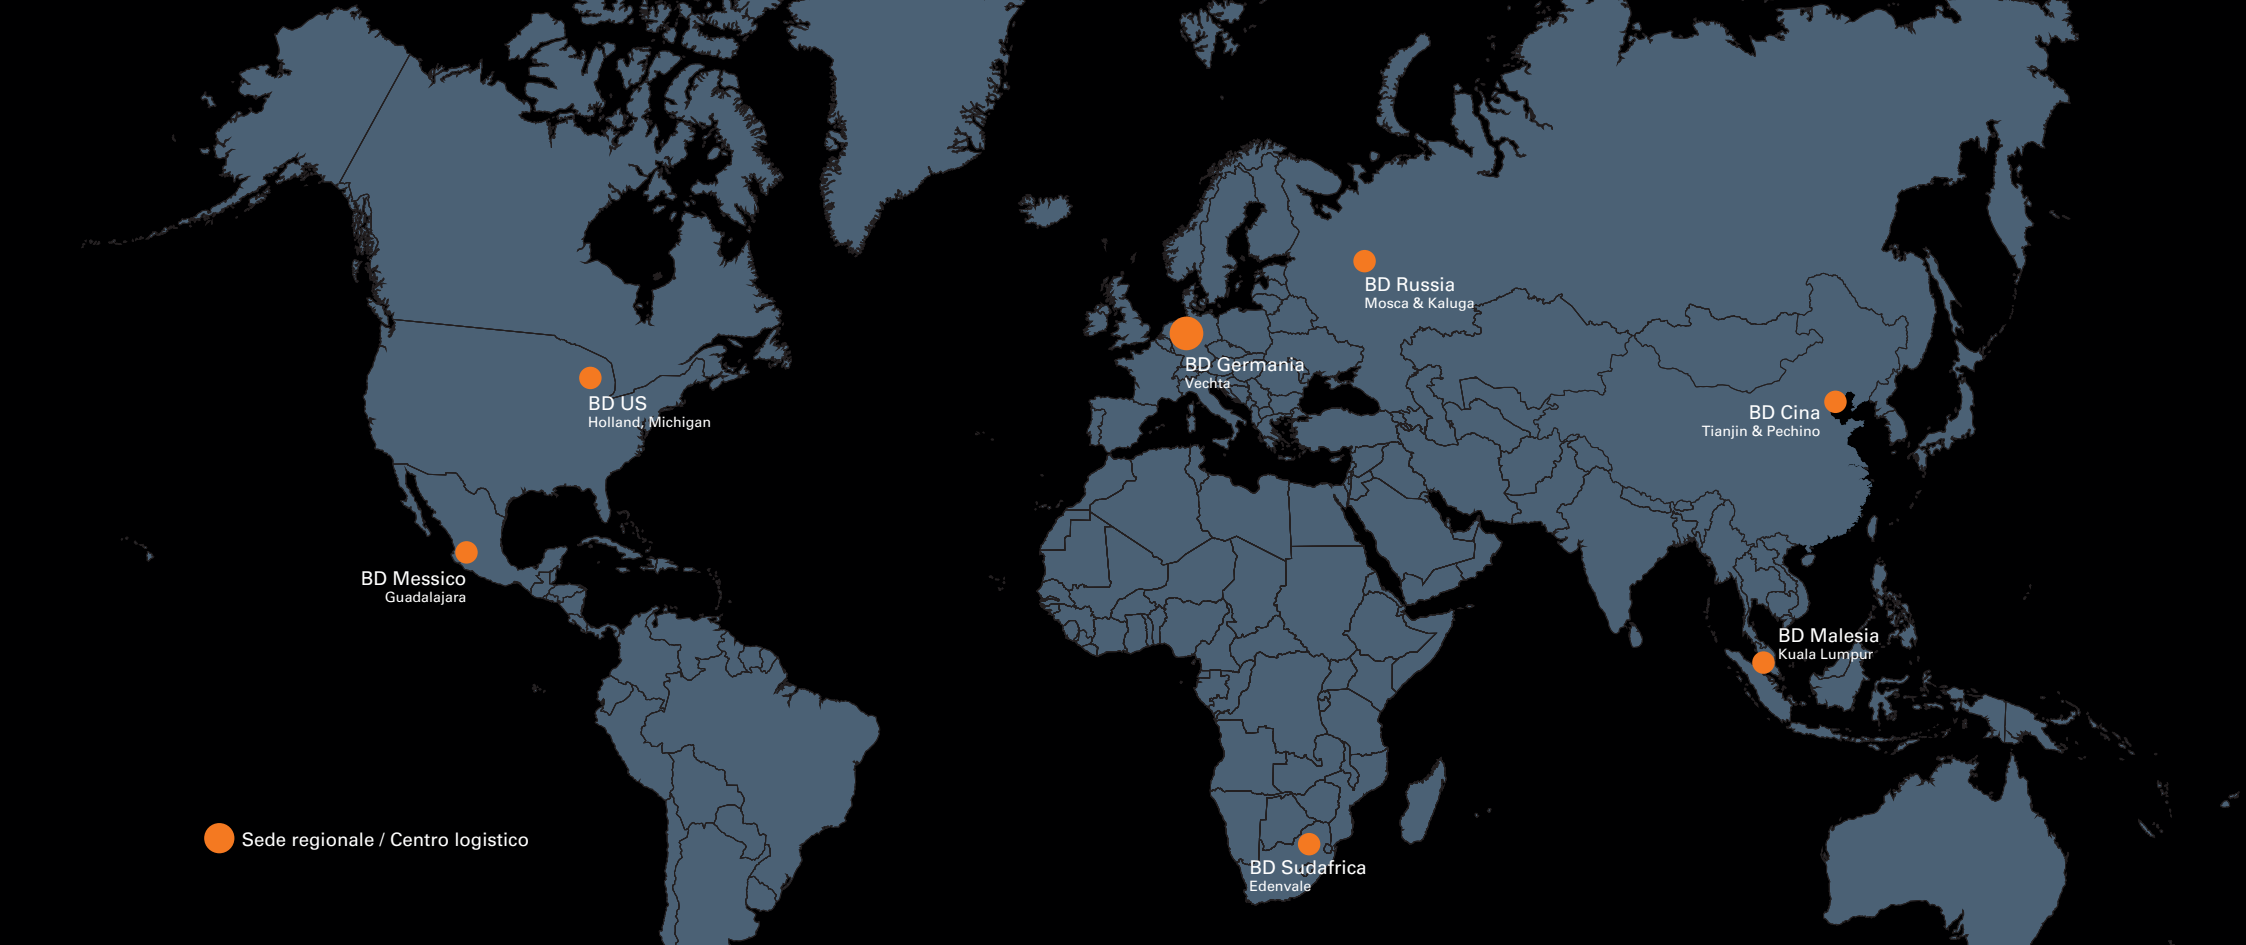 BD Russia
Mosca & Kaluga
BD Germania
Vechta
BD US
Holland, Michigan
BD Cina
Tianjin & Pechino
BD Messico
Guadalajara
BD Malesia
Kuala Lumpur
Sede regionale / Centro logistico
BD Sudafrica
Edenvale